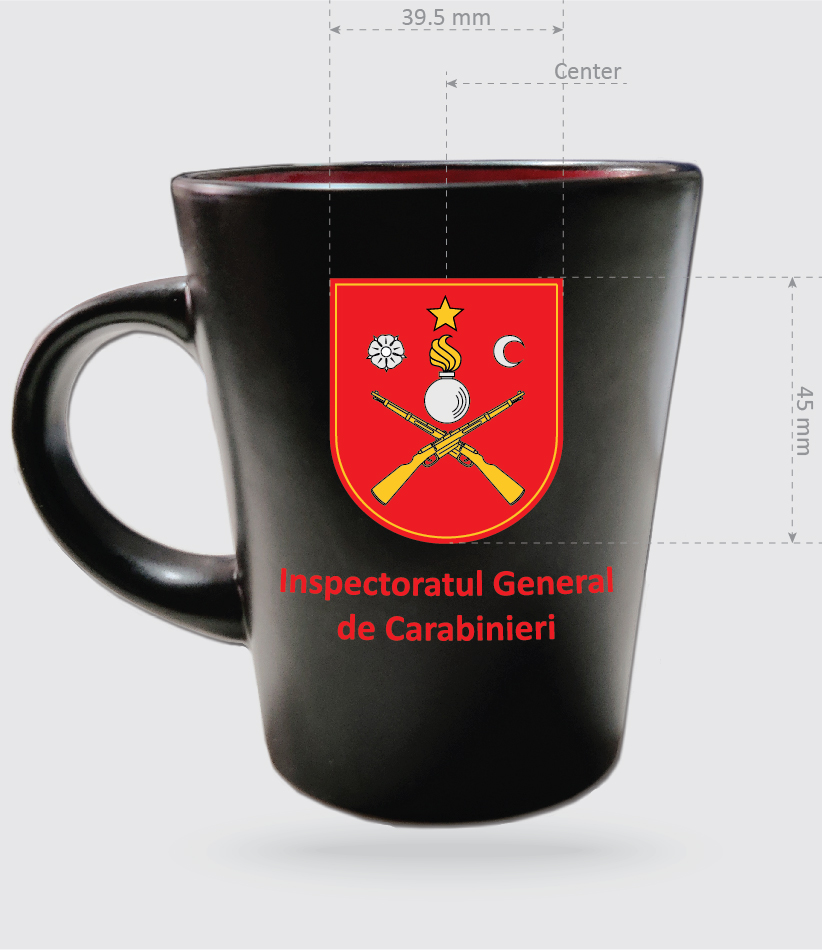 39.5 mm
Center
45 mm
Inspectoratul General
de Carabinieri